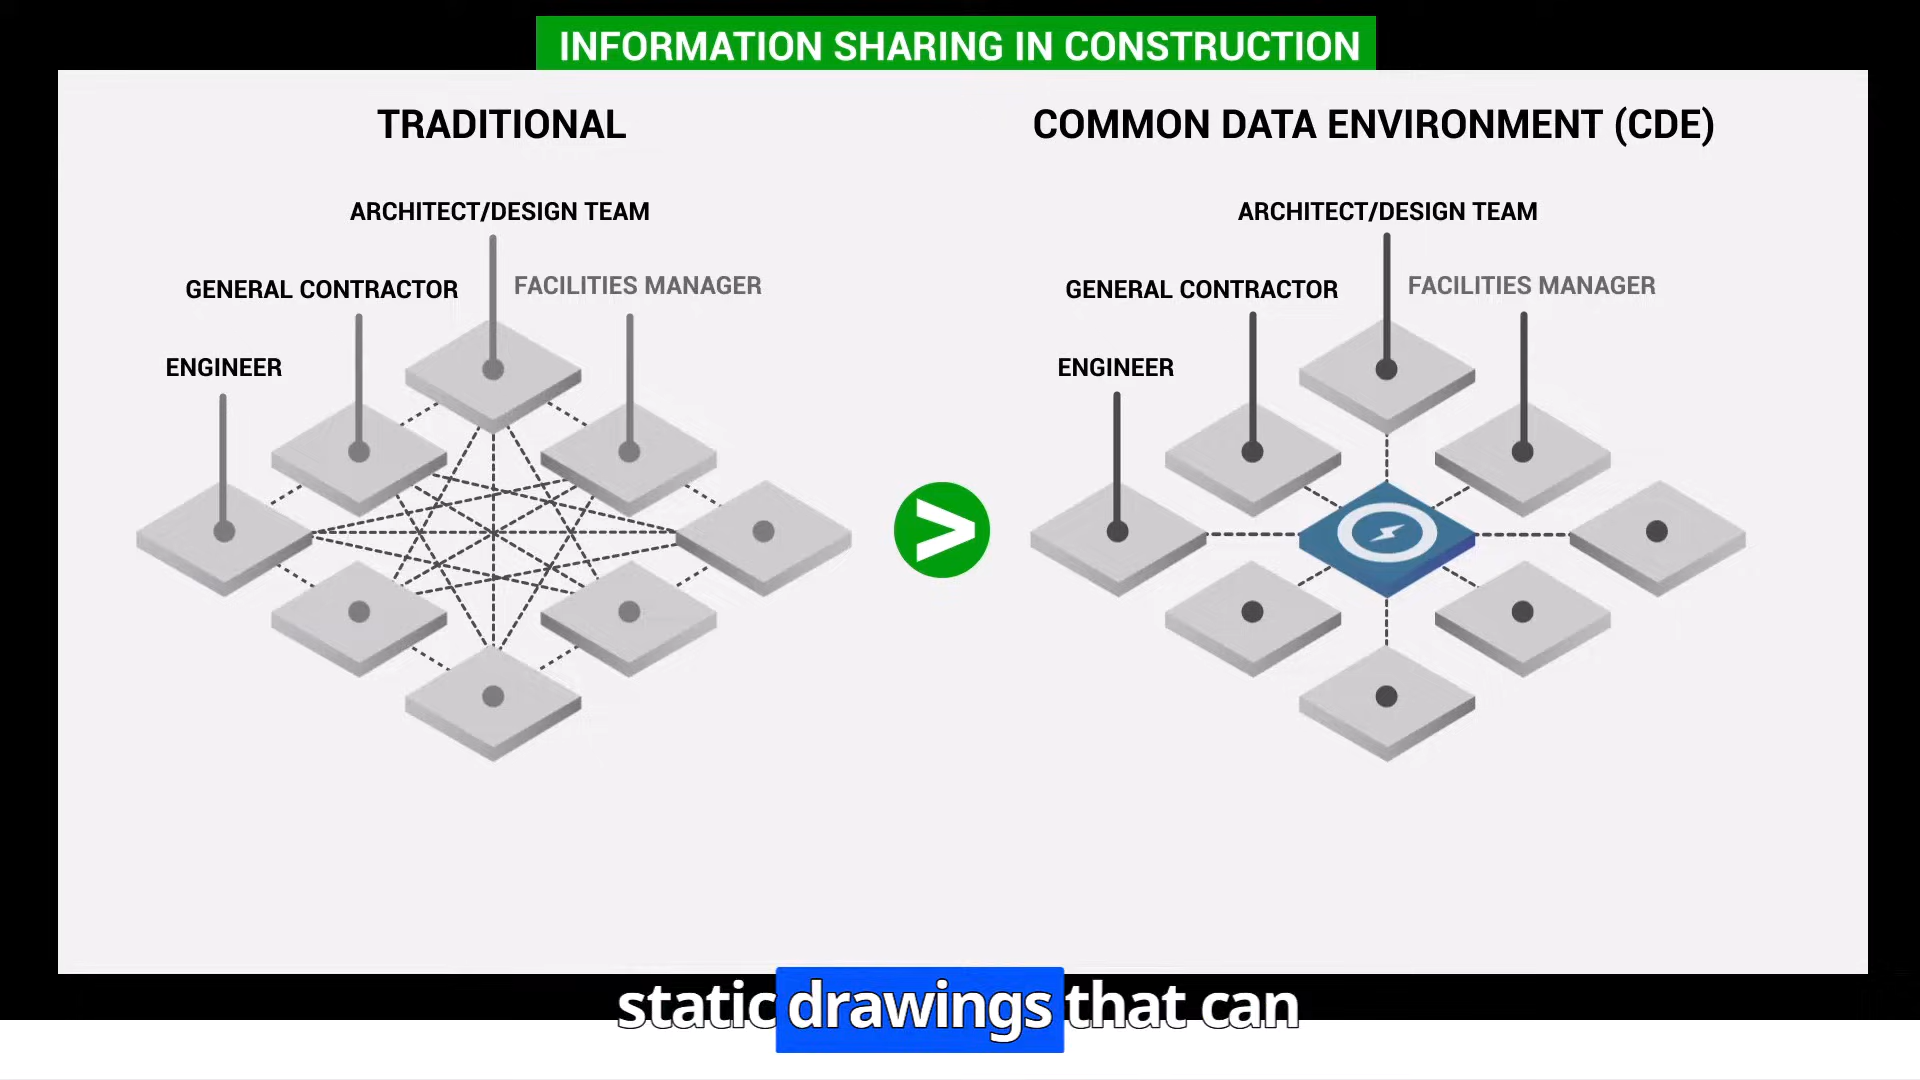 INFORMATION SHARING IN CONSTRUCTION
TRADITIONAL
ARCHITECT/DESIGN TEAM
GENERAL CONTRACTOR
FACILITIES MANAGER
ENGINEER
>
COMMON DATA ENVIRONMENT (CDE)
ARCHITECT/DESIGN TEAM
GENERAL CONTRACTOR
FACILITIES MANAGER
ENGINEER
static drawings that can